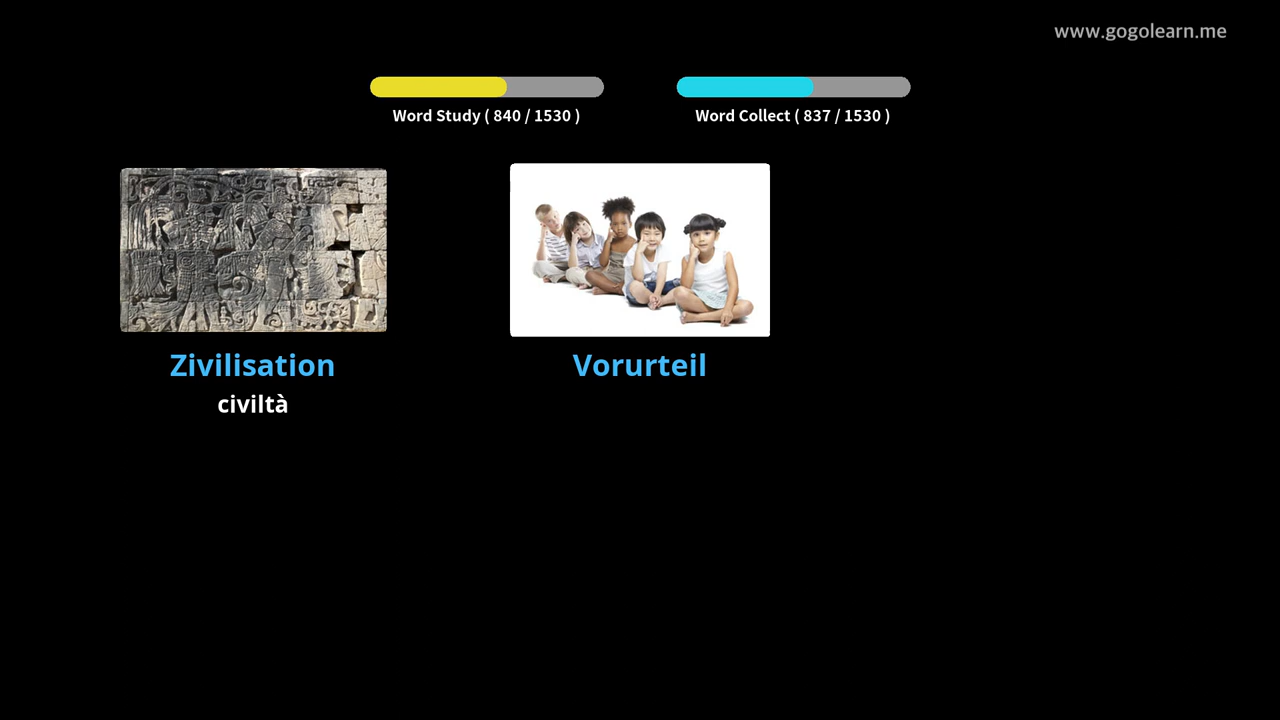 www.gogolearn.me
Word Study ( 840 / 1530 )
Word Collect ( 837 / 1530 )
Zivilisation
civiltà
Vorurteil